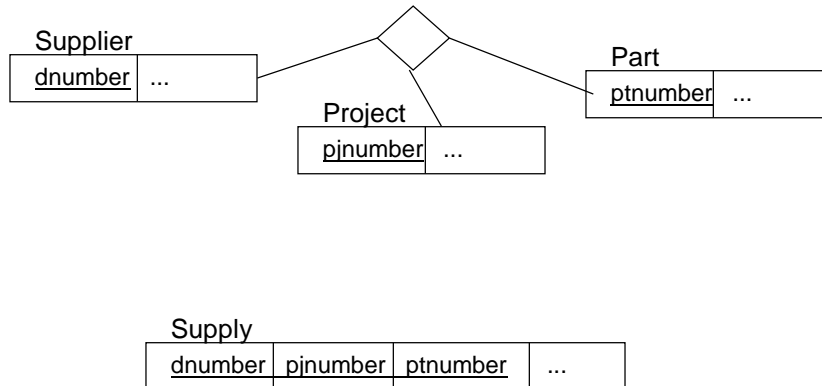 Supplier
dnumber ...
Part
ptnumber ...
Project
pjnumber ...
Supply
dnumber pjnumber ptnumber ...